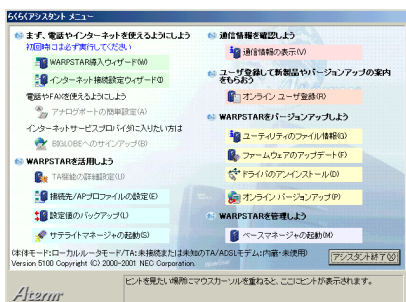 らくらくアシスタント メニュー
まず、電話やインターネットを使えるようにしよう
初回時には必ず実行してください
WARPSTAR導入ウィザード(W)
インターネット接続設定ウィザード(I)
電話やFAXを使えるようにしよう
アナログポートの簡単設定(A)
インターネットサービスプロバイダに入りたい方は
BIGLOBEへのサインアップ(B)
WARPSTARを活用しよう
TA機能の詳細設定(U)
接続先/APプロファイルの設定(E)
設定値のバックアップ(L)
サテライトマネージャの起動(S)
通信情報を確認しよう
通信情報の表示(V)
ユーザ登録して新製品やバージョンアップの案内
をもらおう
オンライン ユーザ登録(R)
WARPSTARをバージョンアップしよう
ユーティリティのファイル情報(G)
ファームウェアのアップデート(F)
ドライバのアンインストール(D)
オンライン バージョンアップ(P)
WARPSTARを管理しよう
ベースマネージャの起動(M)
(本体モード:ローカルルータモード/TA:未接続または未知のTA/ADSLモデム:内蔵-未使用)
Version 5100 Copyright (C) 2000-2001 NEC Corporation.
アシスタント終了(X)
Aterm
ヒントを見たい場所にマウスカーソルを重ねると、ここにヒントが表示されます。